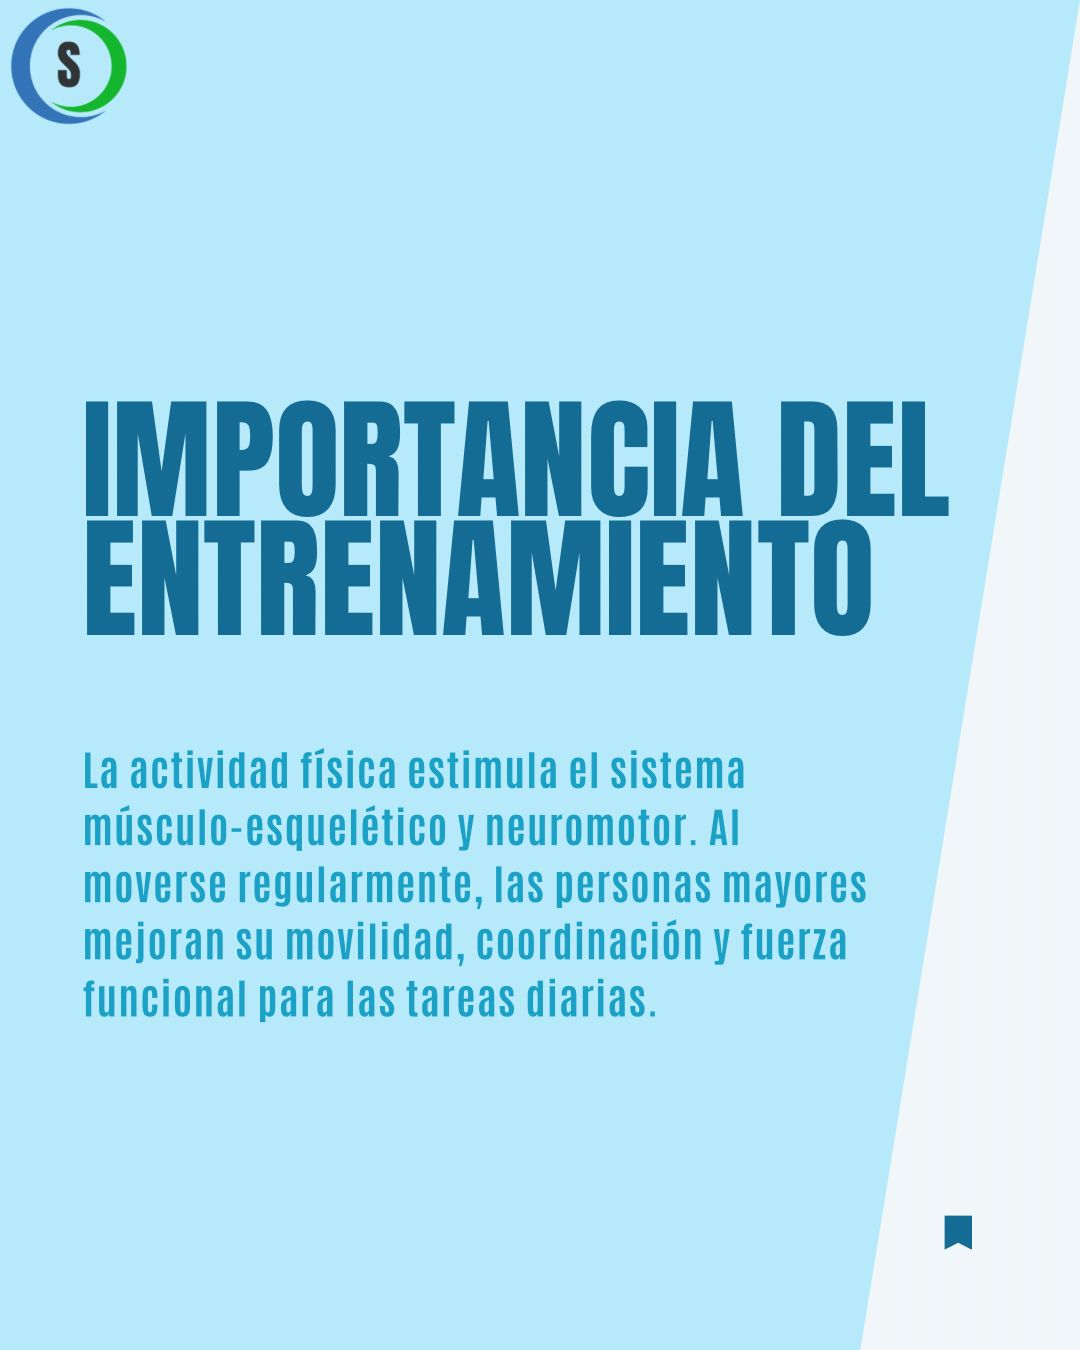 S
IMPORTANCIA DEL
ENTRENAMIENTO
La actividad física estimula el sistema
músculo-esquelético y neuromotor. Al
moverse regularmente, las personas mayores
mejoran su movilidad, coordinación y fuerza
funcional para las tareas diarias.